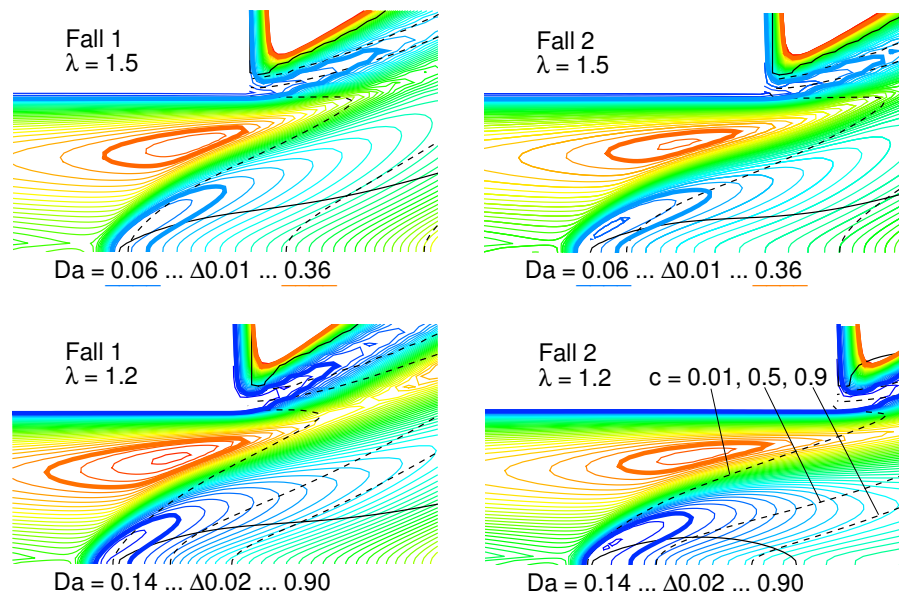 Fall 1
λ = 1.5
Da = 0.06 ... Δ0.01 ... 0.36
Fall 2
λ = 1.5
Da = 0.06 ... Δ0.01 ... 0.36
Fall 1
λ = 1.2
Da = 0.14 ... Δ0.02 ... 0.90
Fall 2
λ = 1.2
c = 0.01, 0.5, 0.9
Da = 0.14 ... Δ0.02 ... 0.90